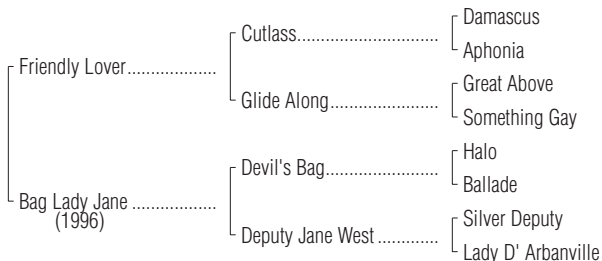 Damascus
Cutlass
Aphonia
Friendly Lover
Great Above
Glide Along
Something Gay
Halo
Devil's Bag
Ballade
Bag Lady Jane
(1996)
Silver Deputy
Deputy Jane West
Lady D' Arbanville